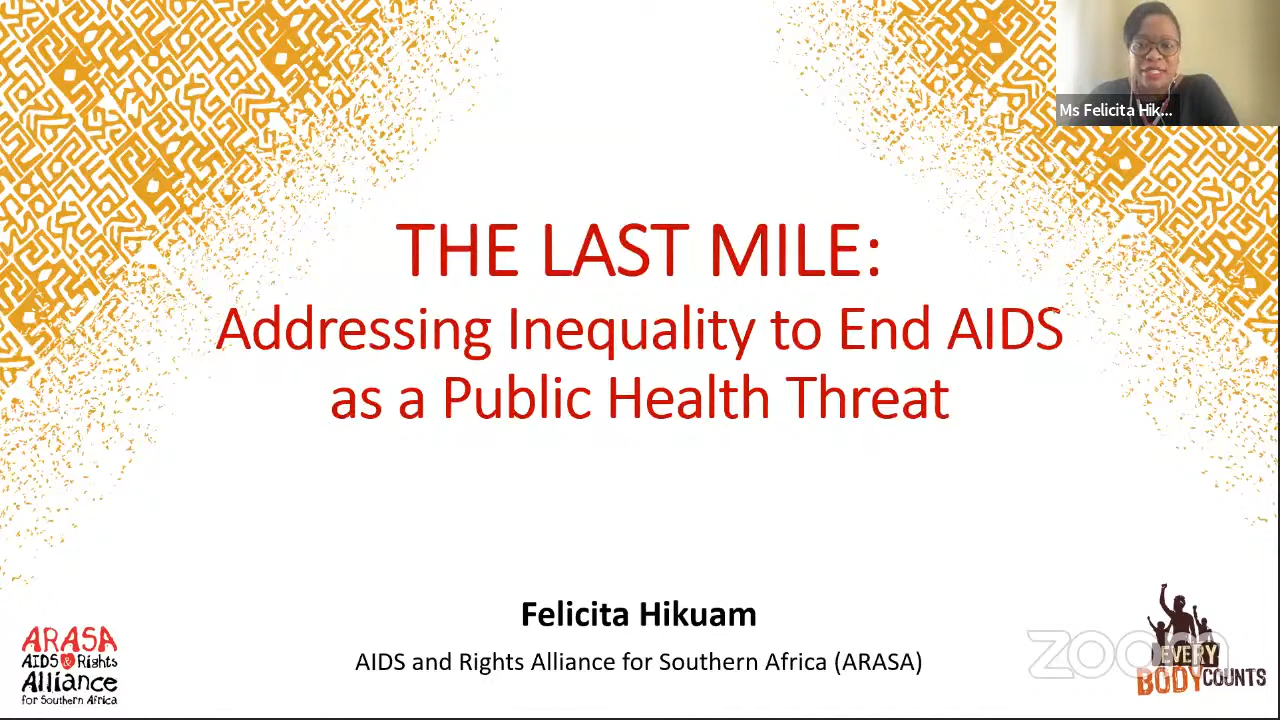 Ms Felicita Hik...
THE LAST MILE:
Addressing Inequality to End AIDS
as a Public Health Threat
Felicita Hikuam
AIDS and Rights Alliance for Southern Africa (ARASA)
ARASA
AIDS & Rights
Alliance
for Southern Africa
zoom
EVERY
BODY COUNTS